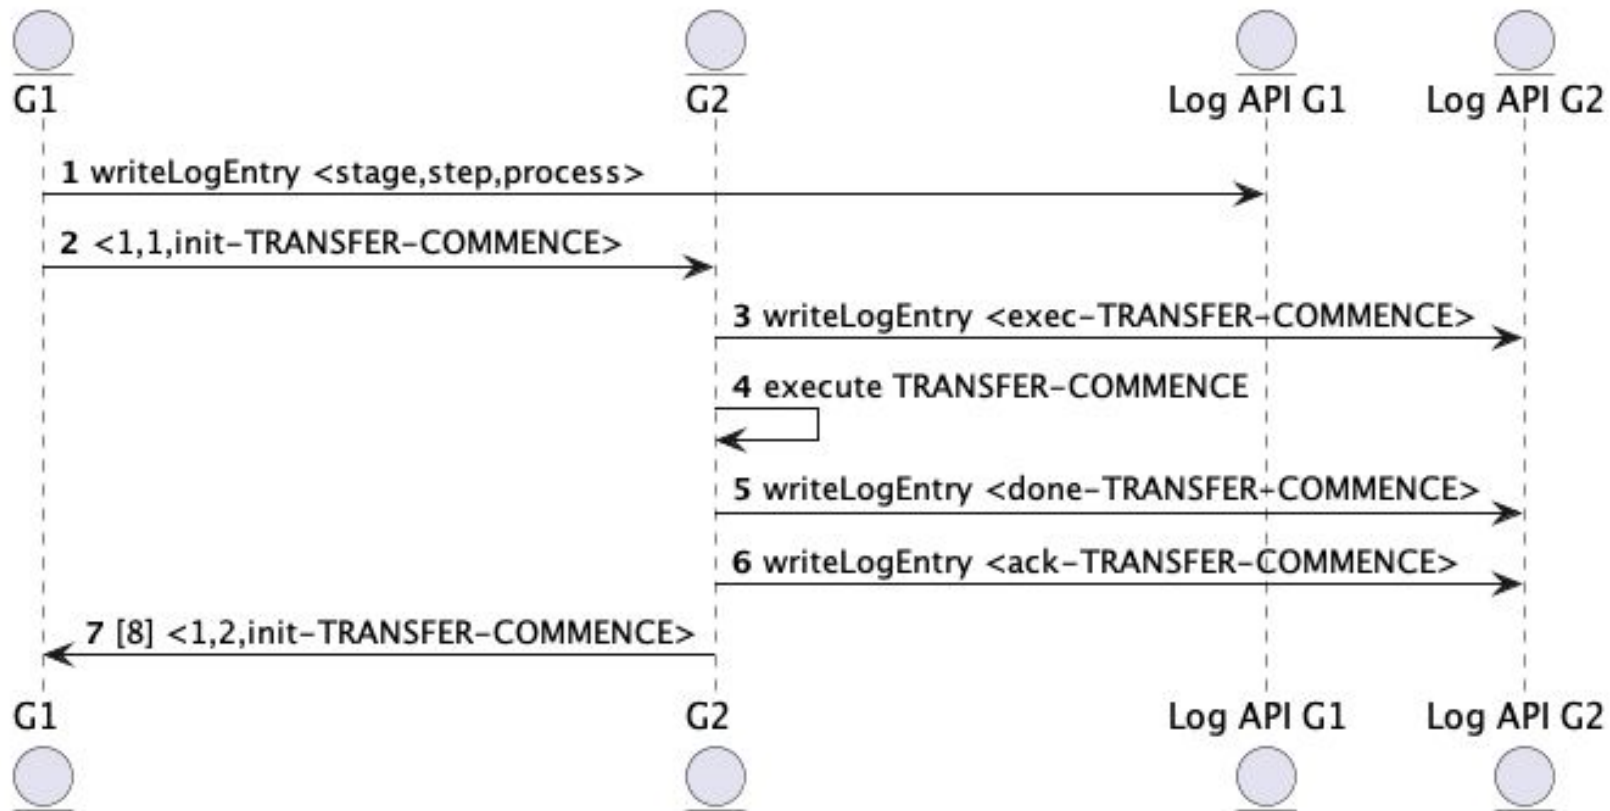 G1 G2 Log API G1 Log API G2
1 writeLogEntry <stage,step,process>
2 <1,1,init-TRANSFER-COMMENCE>
3 writeLogEntry <exec-TRANSFER-COMMENCE>
4 execute TRANSFER-COMMENCE
5 writeLogEntry <done-TRANSFER-COMMENCE>
6 writeLogEntry <ack-TRANSFER-COMMENCE>
7 [8] <1,2,init-TRANSFER-COMMENCE>
G1 G2 Log API G1 Log API G2